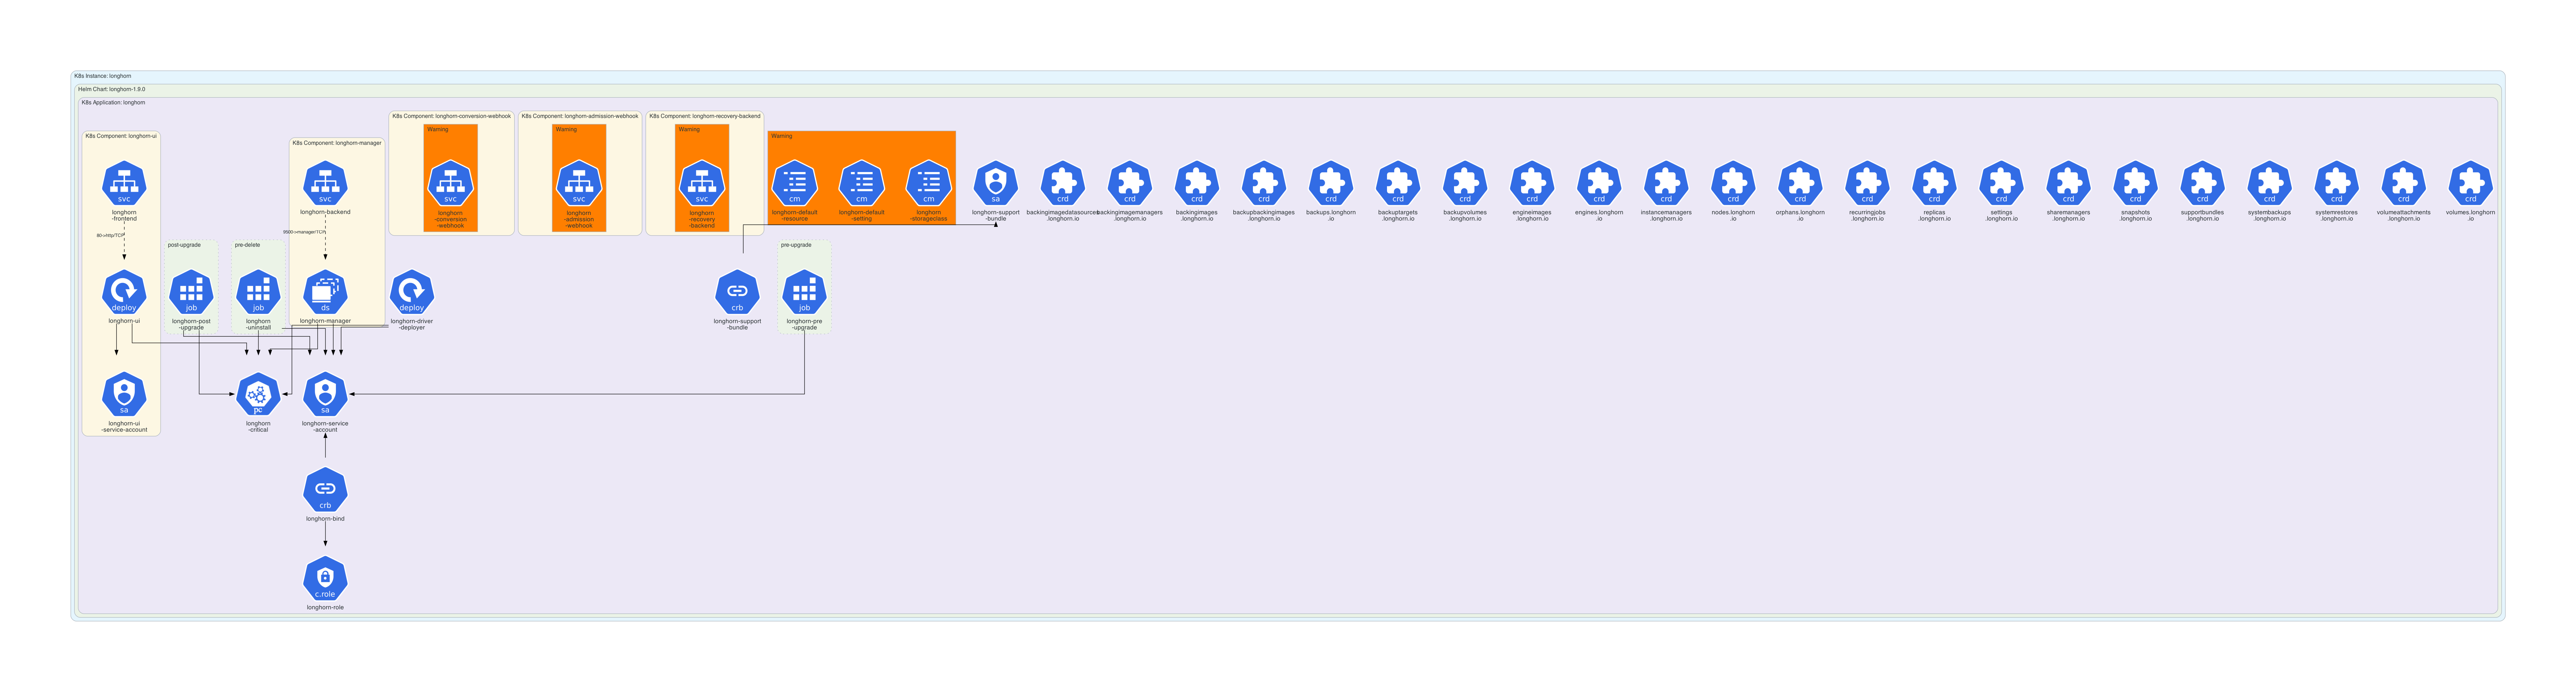 K8s Instance: longhorn
Helm Chart: longhorn-1.9.0
K8s Application: longhorn
K8s Component: longhorn-ui
K8s Component: longhorn-manager
K8s Component: longhorn-conversion-webhook
K8s Component: longhorn-admission-webhook
K8s Component: longhorn-recovery-backend
Warning
Warning
Warning
Warning
svc
longhorn
-frontend
svc
longhorn-backend
svc
longhorn
-conversion
-webhook
svc
longhorn
-admission
-webhook
svc
longhorn
-recovery
-backend
cm
longhorn-default
-resource
cm
longhorn-default
-setting
cm
longhorn
-storageclass
sa
longhorn-support
-bundle
crd
backingimagedatasources
.longhorn.io
crd
backingimagemanagers
.longhorn.io
crd
backingimages
.longhorn.io
crd
backupbackingimages
.longhorn.io
crd
backups.longhorn
.io
crd
backuptargets
.longhorn.io
crd
backupvolumes
.longhorn.io
crd
engineimages
.longhorn.io
crd
engines.longhorn
.io
crd
instancemanagers
.longhorn.io
crd
nodes.longhorn
.io
crd
orphans.longhorn
.io
crd
recurringjobs
.longhorn.io
crd
replicas
.longhorn.io
crd
settings
.longhorn.io
crd
sharemanagers
.longhorn.io
crd
snapshots
.longhorn.io
crd
supportbundles
.longhorn.io
crd
systembackups
.longhorn.io
crd
systemrestores
.longhorn.io
crd
volumeattachments
.longhorn.io
crd
volumes.longhorn
.io
80->http/TCP
9500->manager/TCP
post-upgrade
pre-delete
pre-upgrade
deploy
longhorn-ui
job
longhorn-post
-upgrade
job
longhorn
-uninstall
ds
longhorn-manager
deploy
longhorn-driver
-deployer
crb
longhorn-support
-bundle
job
longhorn-pre
-upgrade
sa
longhorn-ui
-service-account
pc
longhorn
-critical
sa
longhorn-service
-account
crb
longhorn-bind
c.role
longhorn-role